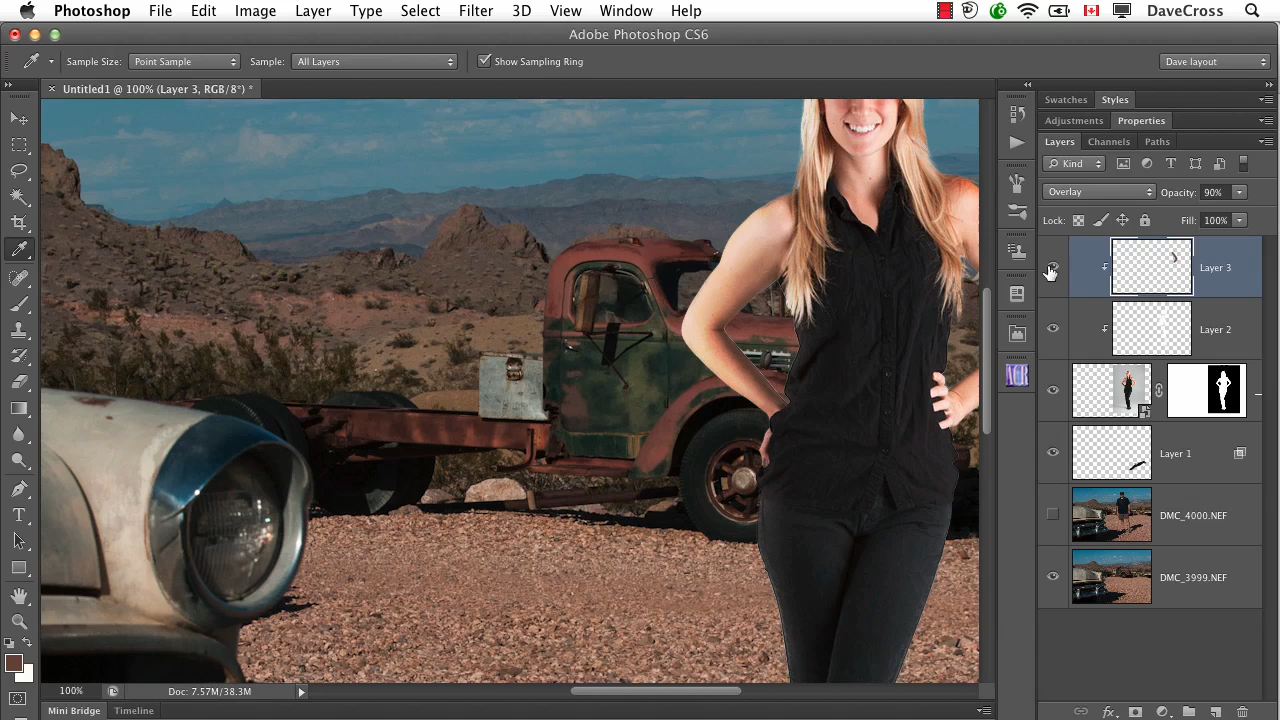 Photoshop File Edit Image Layer Type Select Filter 3D View Window Help DaveCross
Adobe Photoshop CS6
Sample Size: Point Sample Sample: All Layers Show Sampling Ring Dave layout
× Untitled1 @ 100% (Layer 3, RGB/8*) *
Swatches Styles
Adjustments Properties
Layers Channels Paths
Kind
Overlay Opacity: 90%
Lock: Fill: 100%
Layer 3
Layer 2
Layer 1
DMC_4000.NEF
DMC_3999.NEF
100% Doc: 7.57M/38.3M
Mini Bridge Timeline